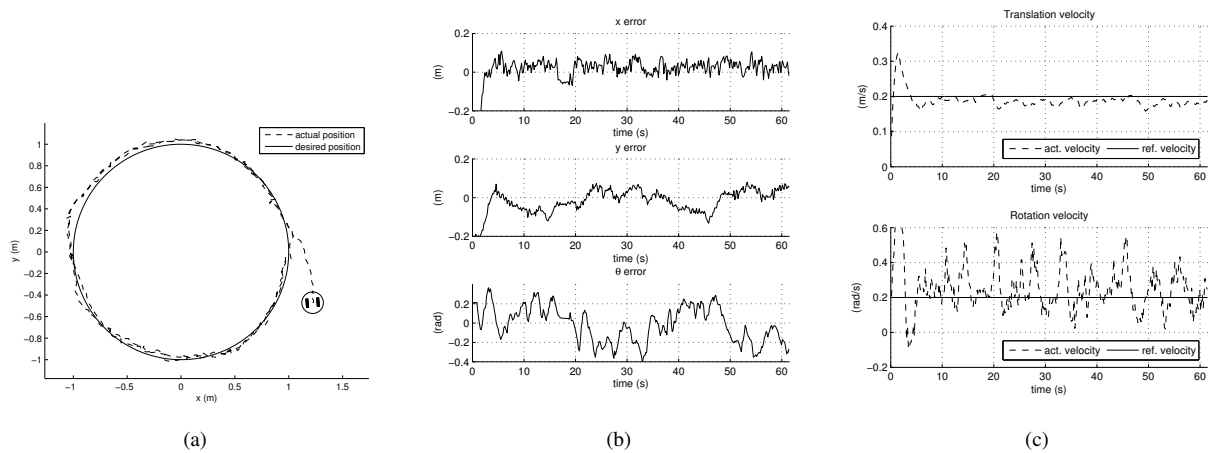 actual position
desired position
1
0.8
0.6
0.4
0.2
0
−0.2
−0.4
−0.6
−0.8
−1
y (m)
−1
−0.5
0
0.5
1
1.5
x (m)
(a)
x error
0.2
0
−0.2
(m)
0 10 20 30 40 50 60
time (s)
y error
0.2
0
−0.2
(m)
0 10 20 30 40 50 60
time (s)
θ error
0.2
0
−0.2
−0.4
(rad)
0 10 20 30 40 50 60
time (s)
(b)
Translation velocity
0.4
0.3
0.2
0.1
0
(m/s)
act. velocity ref. velocity
0 10 20 30 40 50 60
time (s)
Rotation velocity
0.6
0.4
0.2
0
−0.2
(rad/s)
act. velocity ref. velocity
0 10 20 30 40 50 60
time (s)
(c)